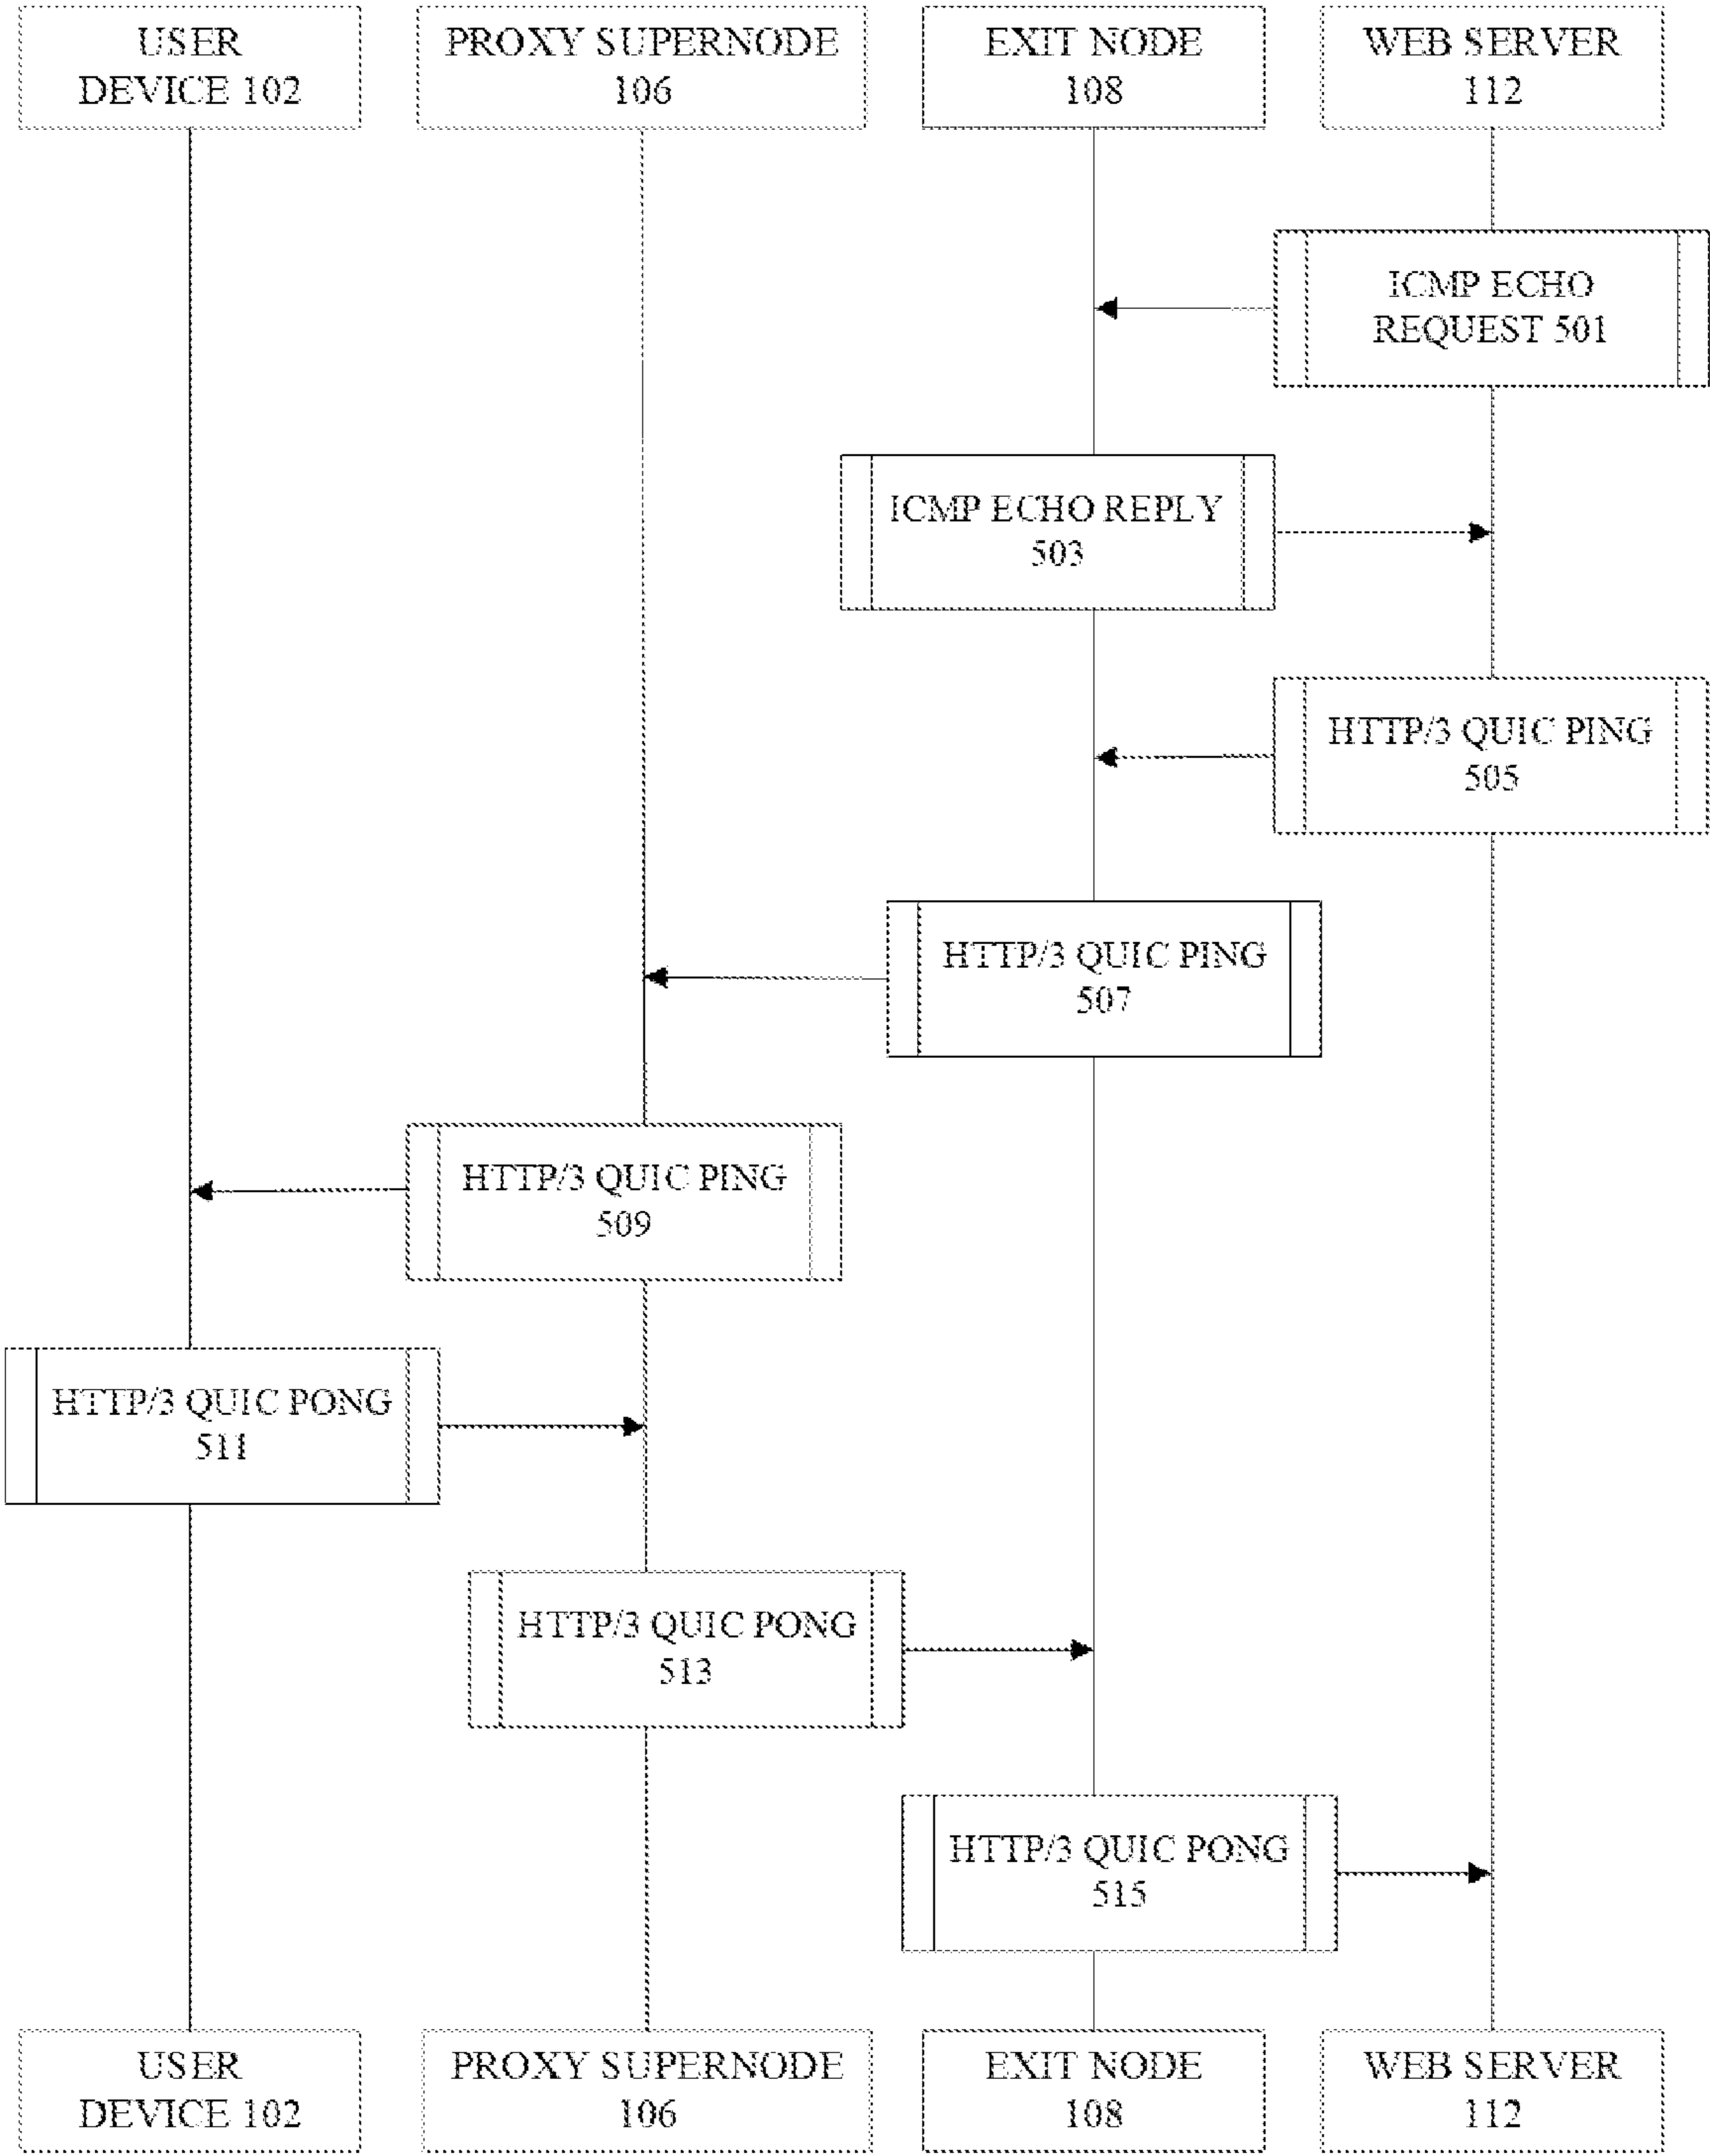 USER
DEVICE 102
PROXY SUPERNODE
106
EXIT NODE
108
WEB SERVER
112
ICMP ECHO
REQUEST 501
ICMP ECHO REPLY
503
HTTP/3 QUIC PING
505
HTTP/3 QUIC PING
507
HTTP/3 QUIC PING
509
HTTP/3 QUIC PONG
511
HTTP/3 QUIC PONG
513
HTTP/3 QUIC PONG
515
USER
DEVICE 102
PROXY SUPERNODE
106
EXIT NODE
108
WEB SERVER
112